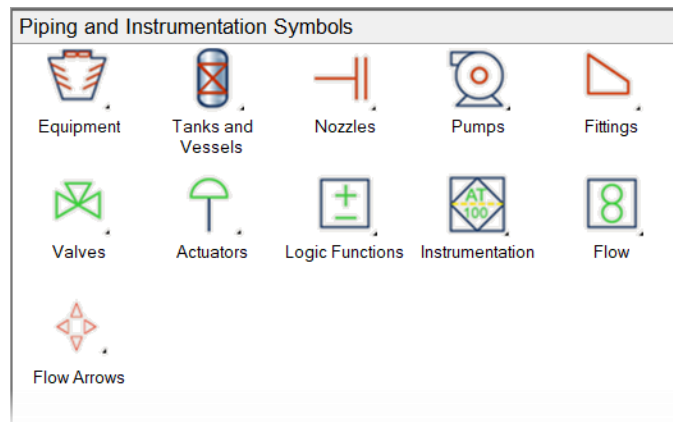 Piping and Instrumentation Symbols
Equipment
Tanks and
Vessels
Nozzles
Pumps
Fittings
AT
100
Valves
Actuators
Logic Functions
Instrumentation
Flow
Flow Arrows